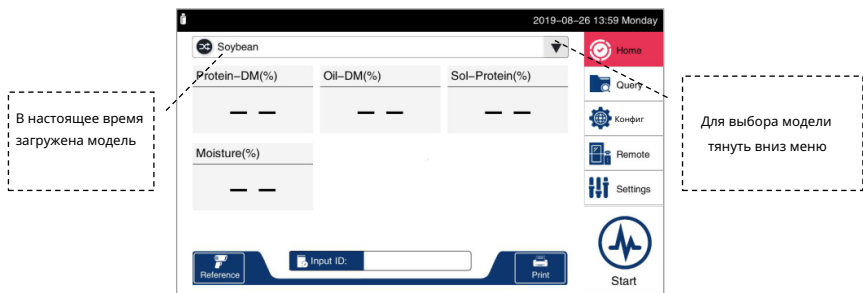 2019-08-26 13:59 Monday
Soybean
Home
Protein-DM(%)
Oil-DM(%)
Sol-Protein(%)
Query
Конфиг
Moisture(%)
Remote
Settings
Input ID:
Reference
Print
Start
В настоящее время
загружена модель
Для выбора модели
тянуть вниз меню